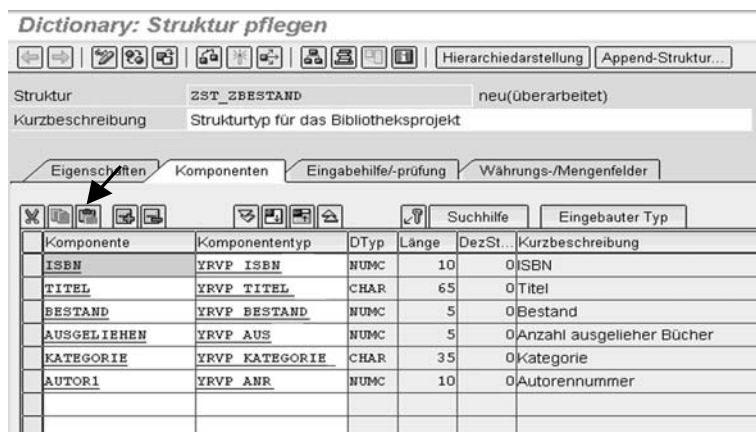 Dictionary: Struktur pflegen
Hierarchiedarstellung Append-Struktur...
Struktur ZST_ZBESTAND neu(überarbeitet)
Kurzbeschreibung Strukturtyp für das Bibliotheksprojekt
Eigenschaften Komponenten Eingabehilfe/-prüfung Währungs-/Mengenfelder
Suchhilfe Eingebauter Typ
Komponente Komponententyp DTyp Länge DezSt... Kurzbeschreibung
ISBN YRVP_ISBN NUMC 10 0 ISBN
TITEL YRVP_TITEL CHAR 65 0 Titel
BESTAND YRVP_BESTAND NUMC 5 0 Bestand
AUSGELIEHEN YRVP_AUS NUMC 5 0 Anzahl ausgelieher Bücher
KATEGORIE YRVP_KATEGORIE CHAR 35 0 Kategorie
AUTOR1 YRVP_ANR NUMC 10 0 Autorennummer